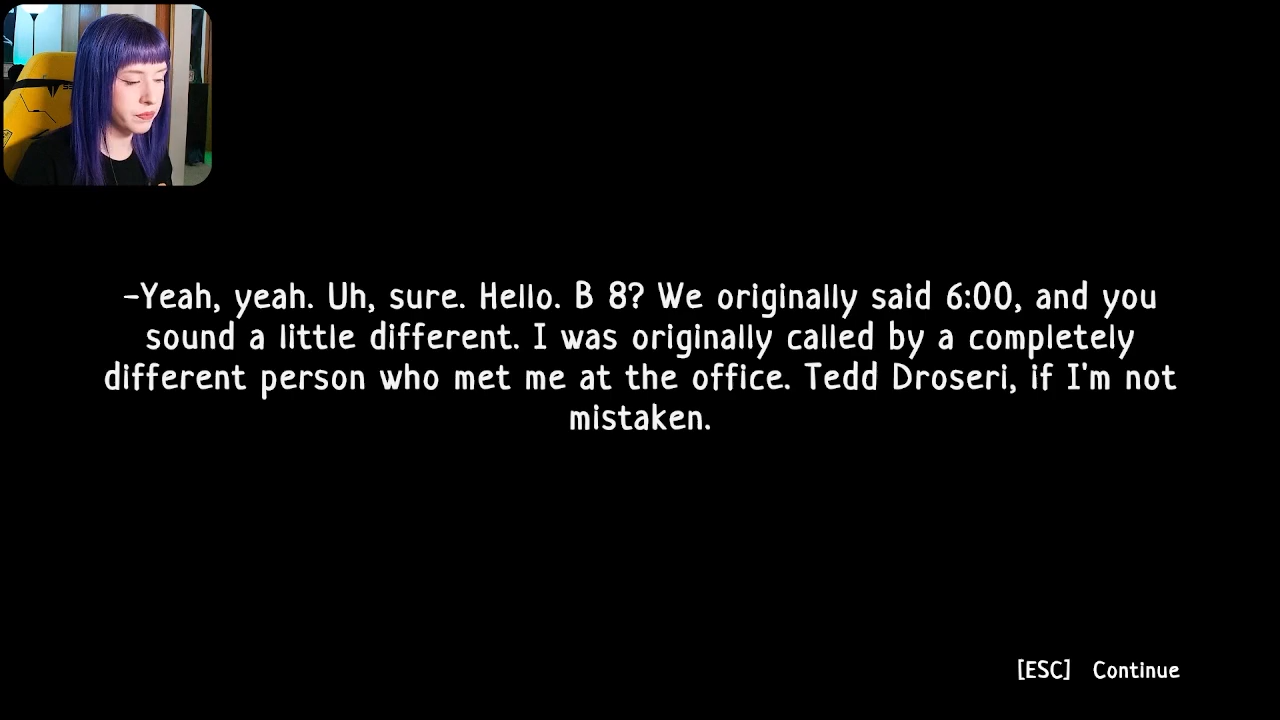 -Yeah, yeah. Uh, sure. Hello. B 8? We originally said 6:00, and you
sound a little different. I was originally called by a completely
different person who met me at the office. Tedd Droseri, if I'm not
mistaken.
[ESC] Continue